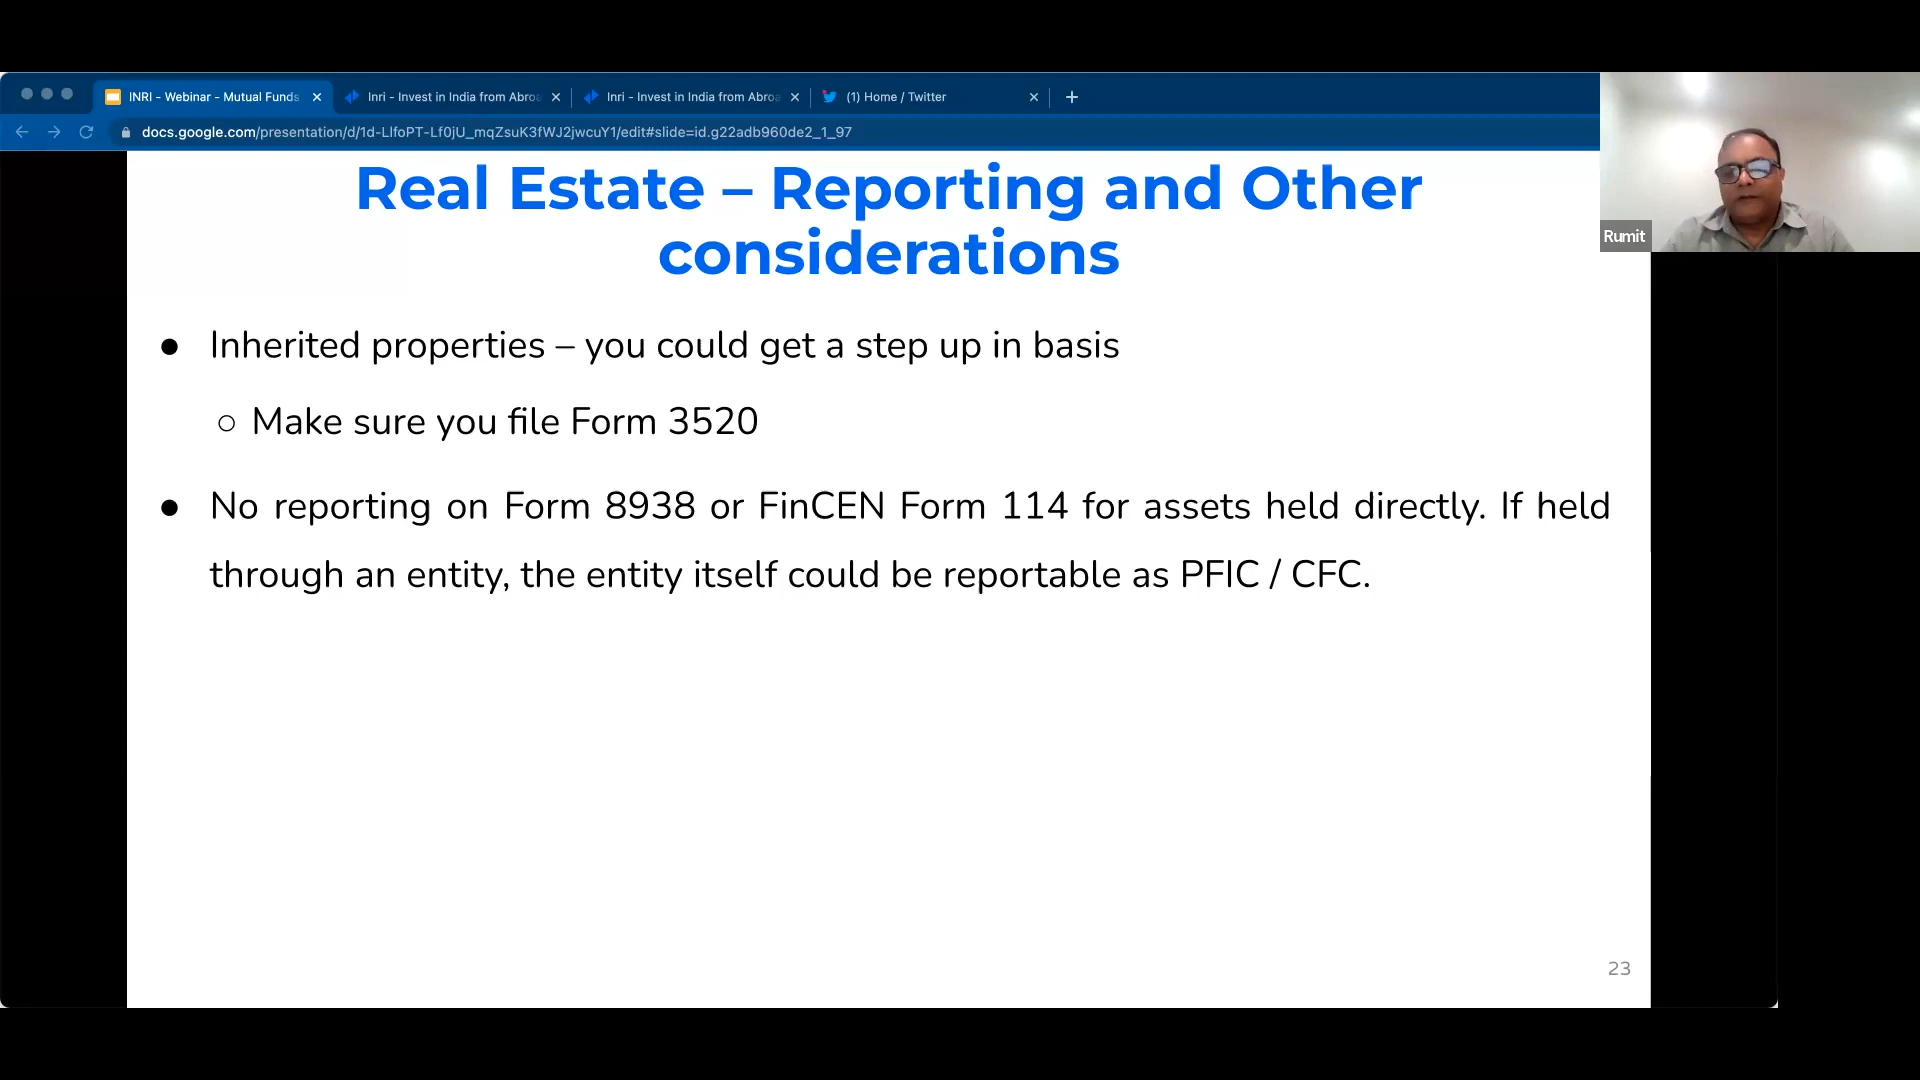 INRI - Webinar - Mutual Funds
Inri - Invest in India from Abroa
Inri - Invest in India from Abroa
(1) Home / Twitter
docs.google.com/presentation/d/1d-LlfoPT-Lf0jU_mqZsuK3fWJ2jwcuY1/edit#slide=id.g22adb960de2_1_97
Rumit
Real Estate – Reporting and Other
considerations
● Inherited properties – you could get a step up in basis
○ Make sure you file Form 3520
● No reporting on Form 8938 or FinCEN Form 114 for assets held directly. If held
through an entity, the entity itself could be reportable as PFIC / CFC.
23